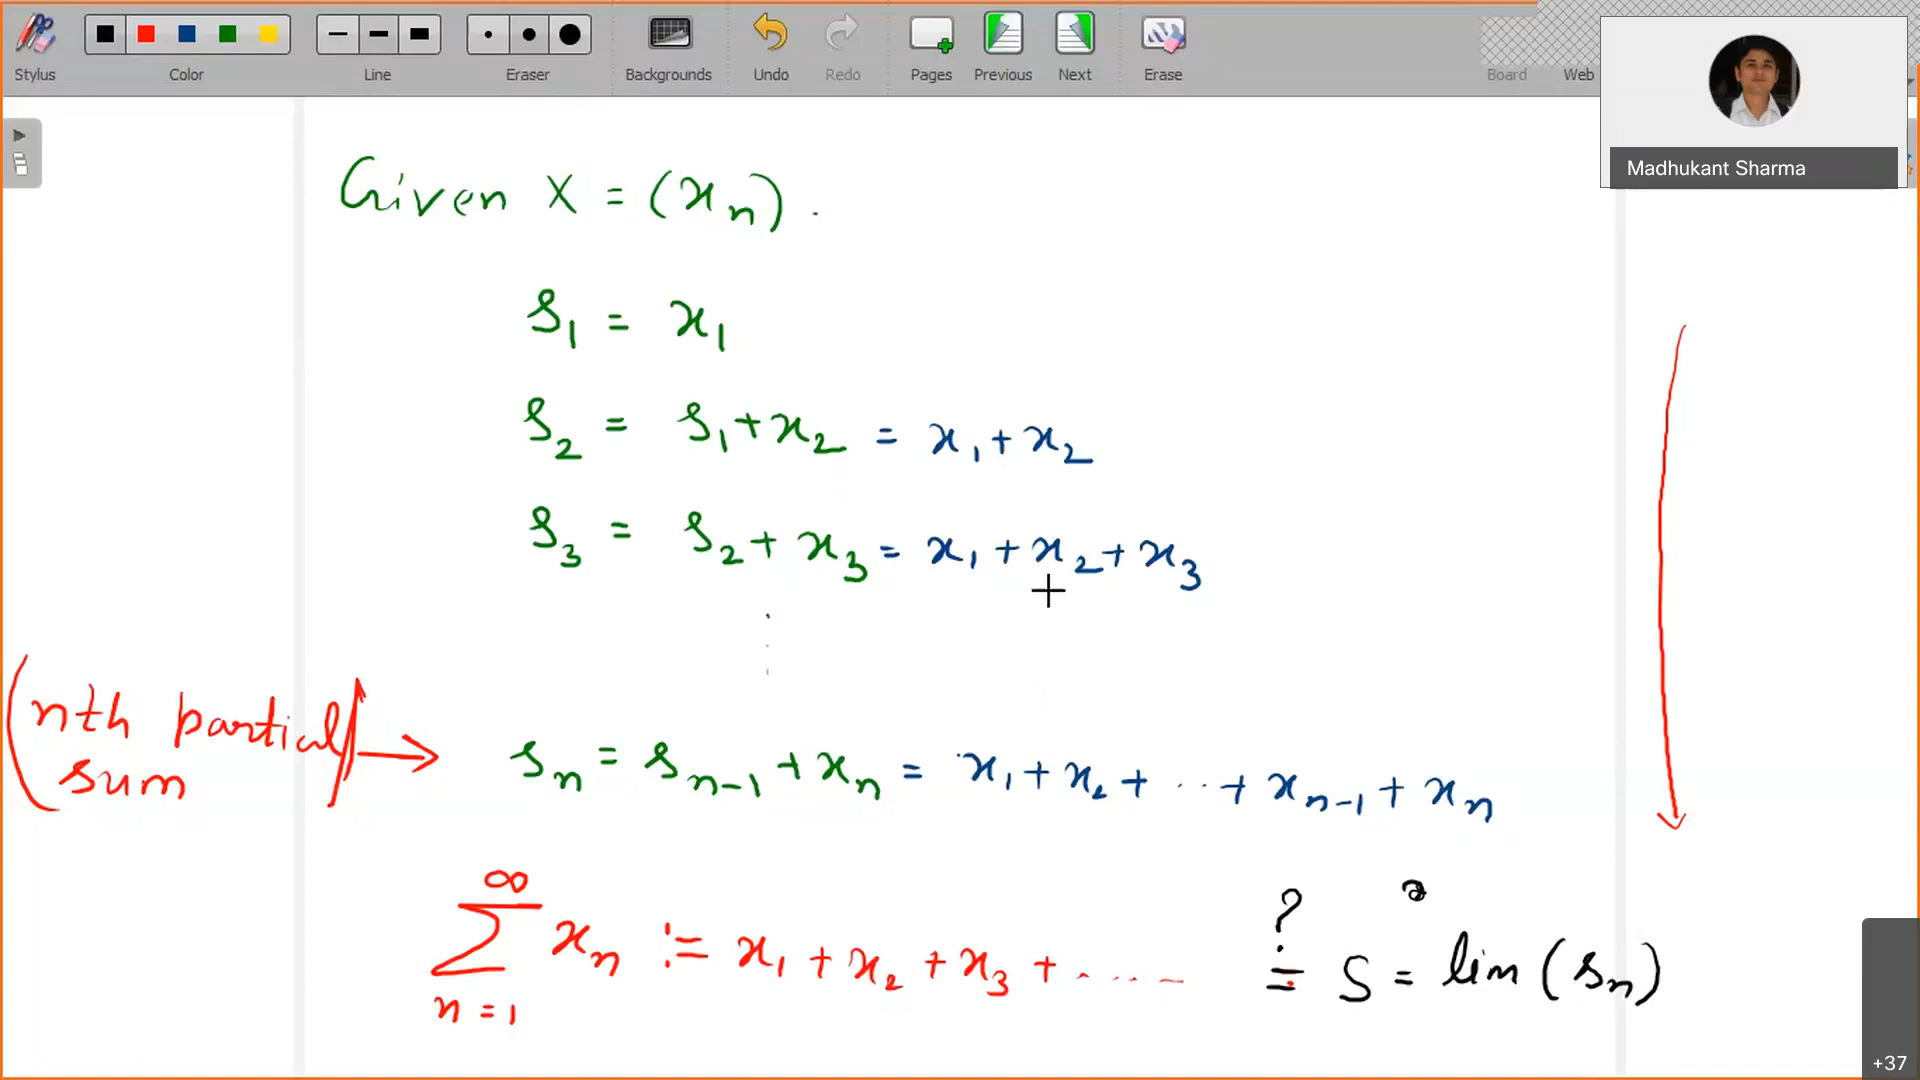 Stylus Color Line Eraser Backgrounds Undo Redo Pages Previous Next Erase Board Web
Madhukant Sharma
Given X = (xₙ).
s₁ = x₁
s₂ = s₁ + x₂ = x₁ + x₂
s₃ = s₂ + x₃ = x₁ + x₂ + x₃
(nth partial sum) → sₙ = sₙ₋₁ + xₙ = x₁ + x₂ + ... + xₙ₋₁ + xₙ
∑ₙ₌₁^∞ xₙ := x₁ + x₂ + x₃ + ..... ?= S = lim (sₙ)
+37